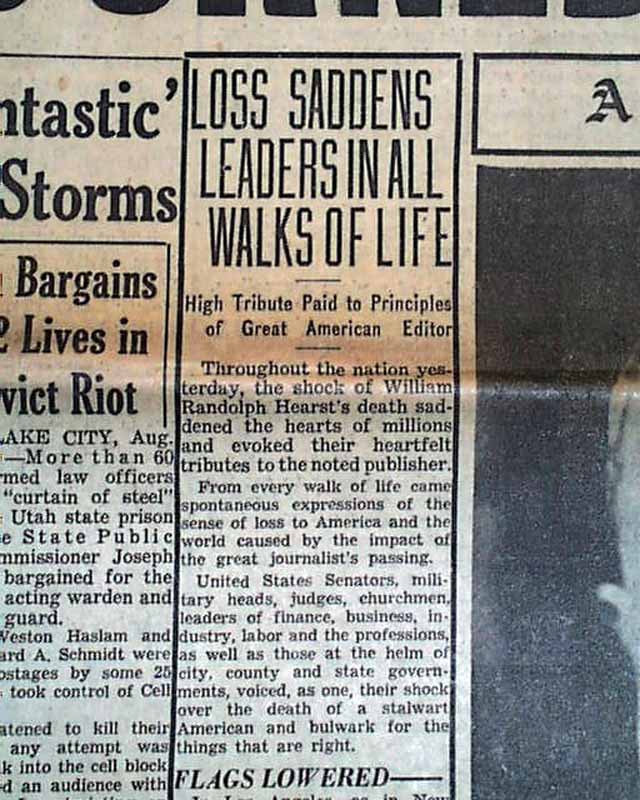 ntastic'
Storms
Bargains
2 Lives in
vict Riot
LAKE CITY, Aug.
—More than 60
rmed law officers
"curtain of steel"
Utah state prison
e State Public
mmissioner Joseph
bargained for the
acting warden and
guard.
Weston Haslam and
ard A. Schmidt were
ostages by some 25
took control of Cell
atened to kill their
any attempt was
k into the cell block
d an audience with
LOSS SADDENS
LEADERS IN ALL
WALKS OF LIFE
High Tribute Paid to Principles
of Great American Editor
Throughout the nation yes-
terday, the shock of William
Randolph Hearst's death sad-
dened the hearts of millions
and evoked their heartfelt
tributes to the noted publisher.
From every walk of life came
spontaneous expressions of the
sense of loss to America and the
world caused by the impact of
the great journalist's passing.
United States Senators, mili-
tary heads, judges, churchmen,
leaders of finance, business, in-
dustry, labor and the professions,
as well as those at the helm of
city, county and state govern-
ments, voiced, as one, their shock
over the death of a stalwart
American and bulwark for the
things that are right.
FLAGS LOWERED—
In Los Angeles, as in New
A